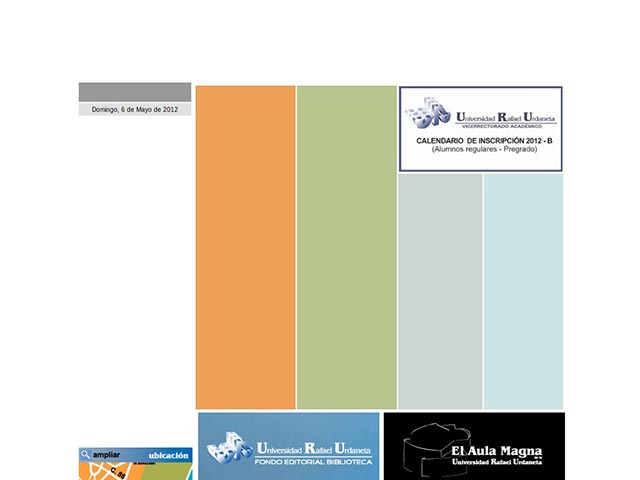 Domingo, 6 de Mayo de 2012
Universidad Rafael Urdaneta
VICERRECTORADO ACADÉMICO
CALENDARIO DE INSCRIPCIÓN 2012 - B
(Alumnos regulares - Pregrado)
Universidad Rafael Urdaneta
FONDO EDITORIAL BIBLIOTECA
El Aula Magna
Universidad Rafael Urdaneta
ampliar ubicación
C. 86